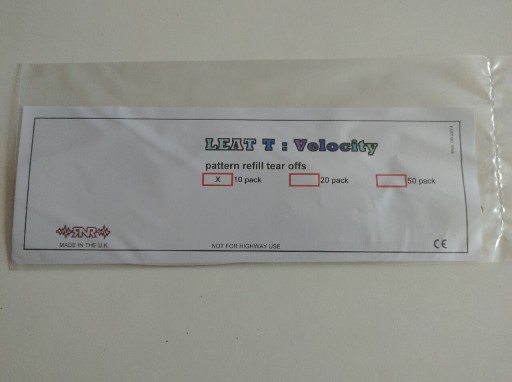 LEAT T : Velocity
pattern refill tear offs
X 10 pack 20 pack 50 pack
RNR
MADE IN THE U.K.
NOT FOR HIGHWAY USE
CE